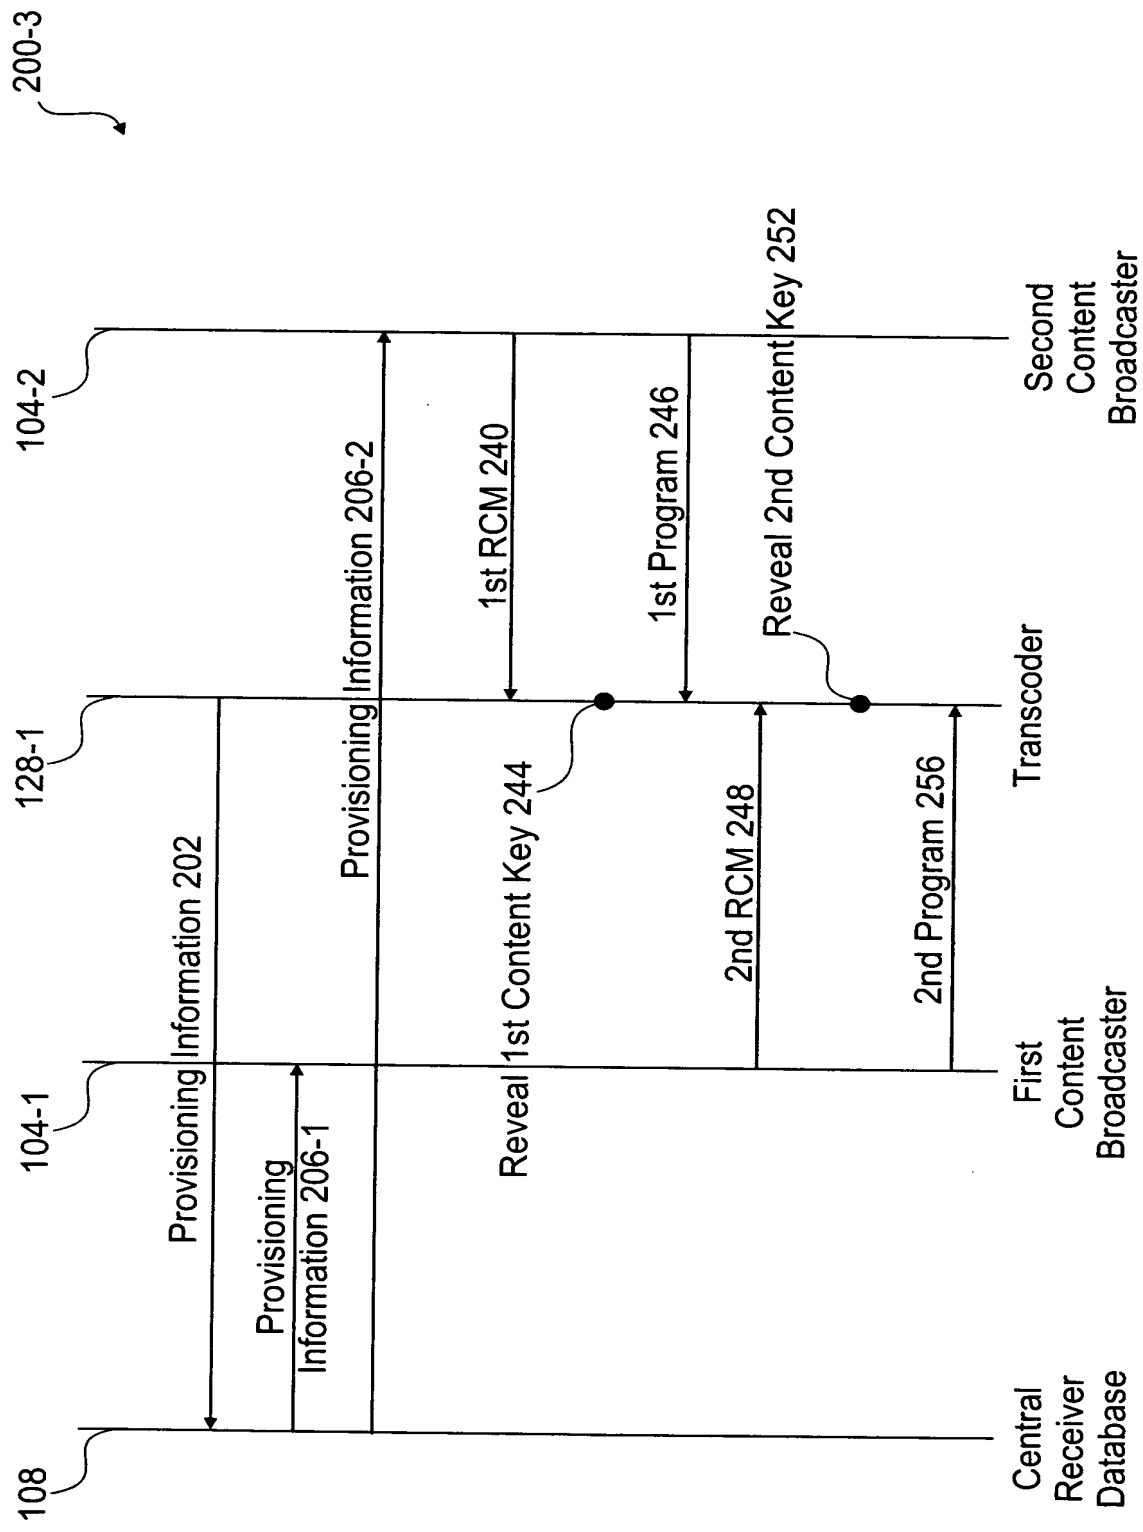 200-3
108
104-1
128-1
104-2
Provisioning Information 202
Provisioning
Information 206-1
Provisioning Information 206-2
1st RCM 240
Reveal 1st Content Key 244
1st Program 246
2nd RCM 248
Reveal 2nd Content Key 252
2nd Program 256
Central
Receiver
Database
First
Content
Broadcaster
Transcoder
Second
Content
Broadcaster